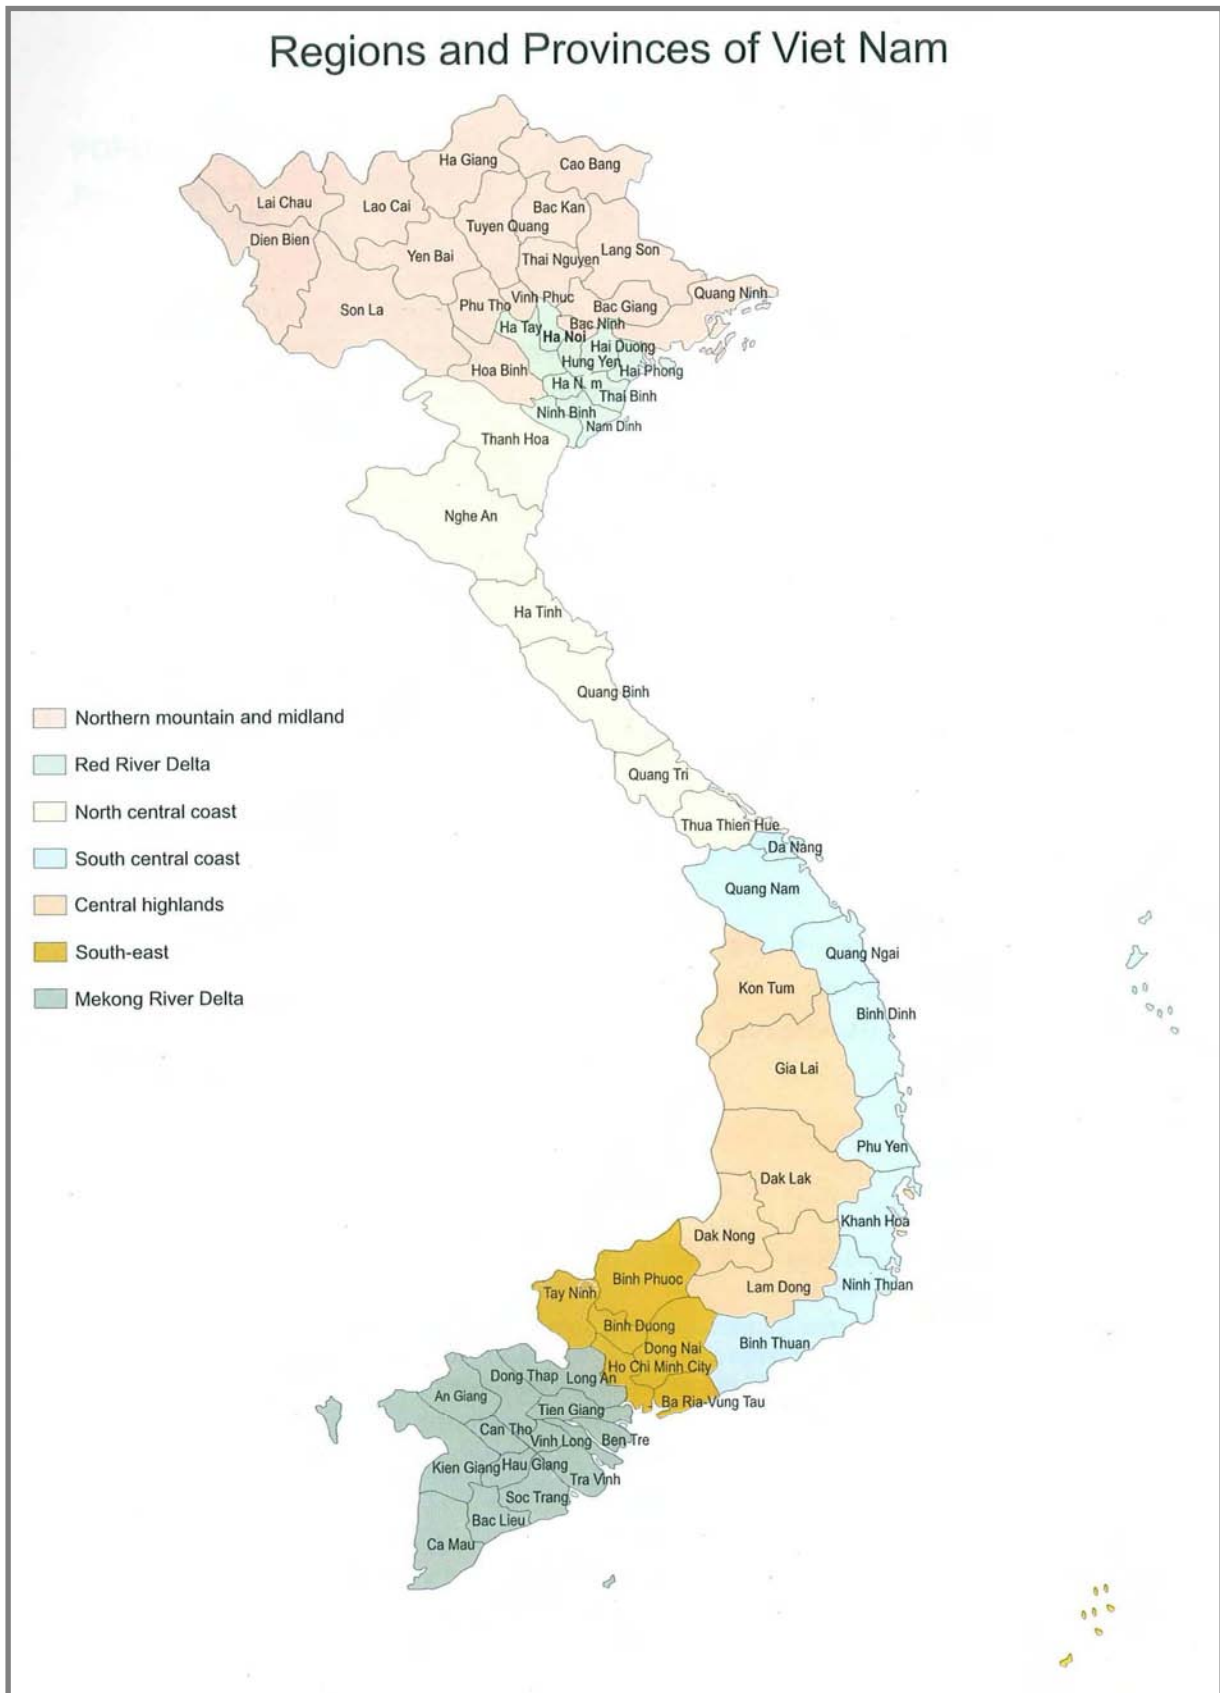 Regions and Provinces of Viet Nam
Ha Giang
Cao Bang
Lai Chau
Lao Cai
Bac Kan
Tuyen Quang
Dien Bien
Yen Bai
Thai Nguyen
Lang Son
Quang Ninh
Son La
Phu Tho
Vinh Phuc
Bac Giang
Ha Tay
Bac Ninh
Ha Noi
Hai Duong
Hung Yen
Hoa Binh
Hai Phong
Ha N. m
Thai Binh
Ninh Binh
Nam Dinh
Thanh Hoa
Nghe An
Ha Tinh
Quang Binh
Northern mountain and midland
Red River Delta
North central coast
South central coast
Central highlands
South-east
Mekong River Delta
Quang Tri
Thua Thien Hue
Da Nang
Quang Nam
Quang Ngai
Kon Tum
Binh Dinh
Gia Lai
Phu Yen
Dak Lak
Khanh Hoa
Dak Nong
Binh Phuoc
Lam Dong
Ninh Thuan
Tay Ninh
Binh Duong
Binh Thuan
Dong Nai
Ho Chi Minh City
Dong Thap
Long An
An Giang
Ba Ria-Vung Tau
Tien Giang
Can Tho
Vinh Long
Ben Tre
Kien Giang
Hau Giang
Tra Vinh
Soc Trang
Bac Lieu
Ca Mau